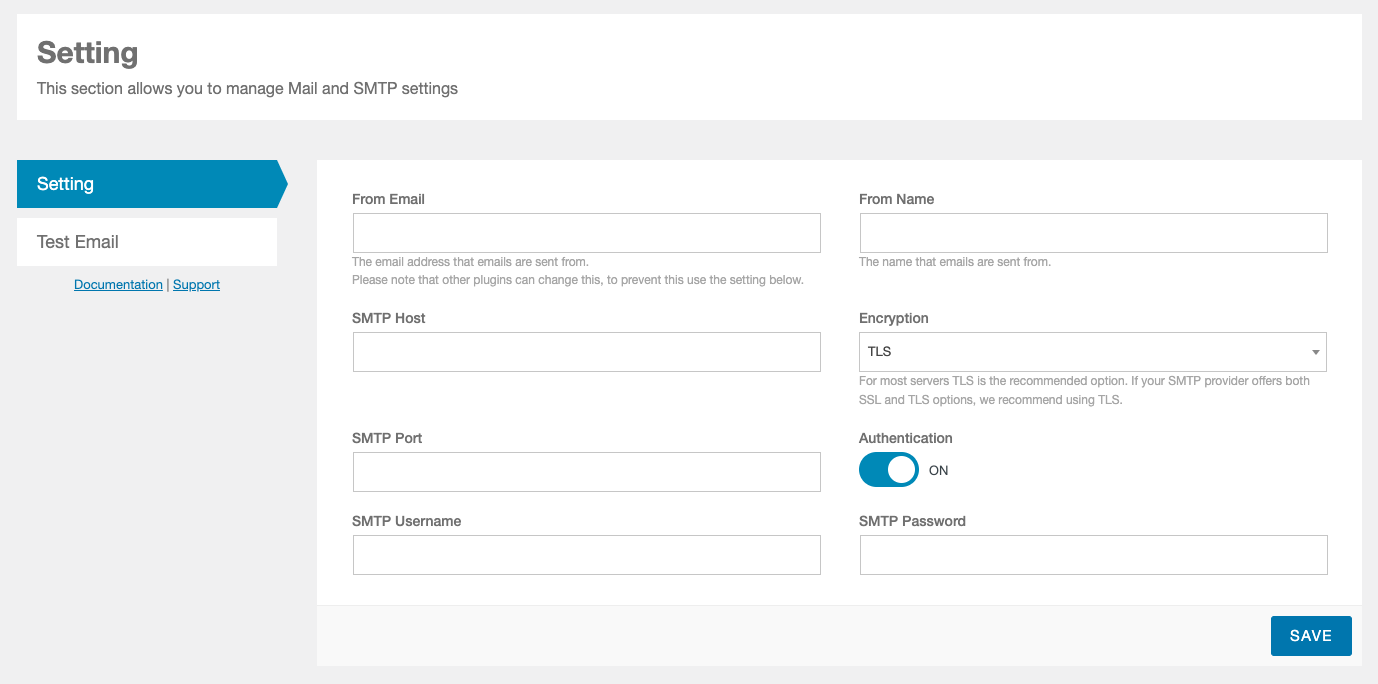 Setting
This section allows you to manage Mail and SMTP settings
Setting
Test Email
Documentation | Support
From Email
The email address that emails are sent from.
Please note that other plugins can change this, to prevent this use the setting below.
From Name
The name that emails are sent from.
SMTP Host
Encryption
TLS
For most servers TLS is the recommended option. If your SMTP provider offers both
SSL and TLS options, we recommend using TLS.
SMTP Port
Authentication
ON
SMTP Username
SMTP Password
SAVE